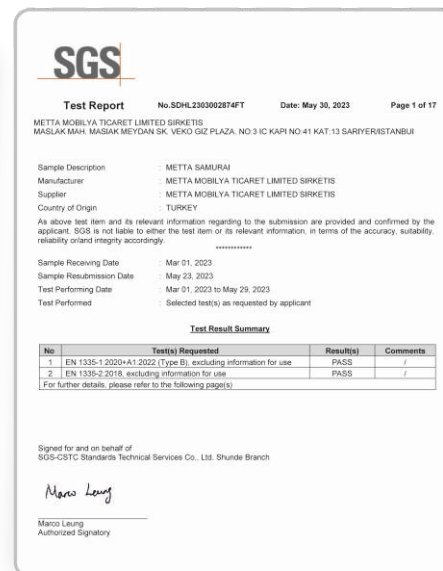 SGS
Test Report No.SDHL2303002874FT Date: May 30, 2023 Page 1 of 17
METTA MOBILYA TICARET LIMITED SIRKETIS
MASLAK MAH. MASIAK MEYDAN SK. VEKO GIZ PLAZA. NO:3 IC KAPI NO:41 KAT:13 SARIYER/ISTANBUl
Sample Description : METTA SAMURAI
Manufacturer : METTA MOBILYA TICARET LIMITED SIRKETIS
Supplier : METTA MOBILYA TICARET LIMITED SIRKETIS
Country of Origin : TURKEY
As above test item and its relevant information regarding to the submission are provided and confirmed by the
applicant. SGS is not liable to either the test item or its relevant information, in terms of the accuracy, suitability,
reliability or/and integrity accordingly.
************
Sample Receiving Date : Mar 01, 2023
Sample Resubmission Date : May 23, 2023
Test Performing Date : Mar 01, 2023 to May 29, 2023
Test Performed : Selected test(s) as requested by applicant
Test Result Summary
No Test(s) Requested Result(s) Comments
1 EN 1335-1:2020+A1:2022 (Type B), excluding information for use PASS /
2 EN 1335-2:2018, excluding information for use PASS /
For further details, please refer to the following page(s)
Signed for and on behalf of
SGS-CSTC Standards Technical Services Co., Ltd. Shunde Branch
Marco Leung
Marco Leung
Authorized Signatory